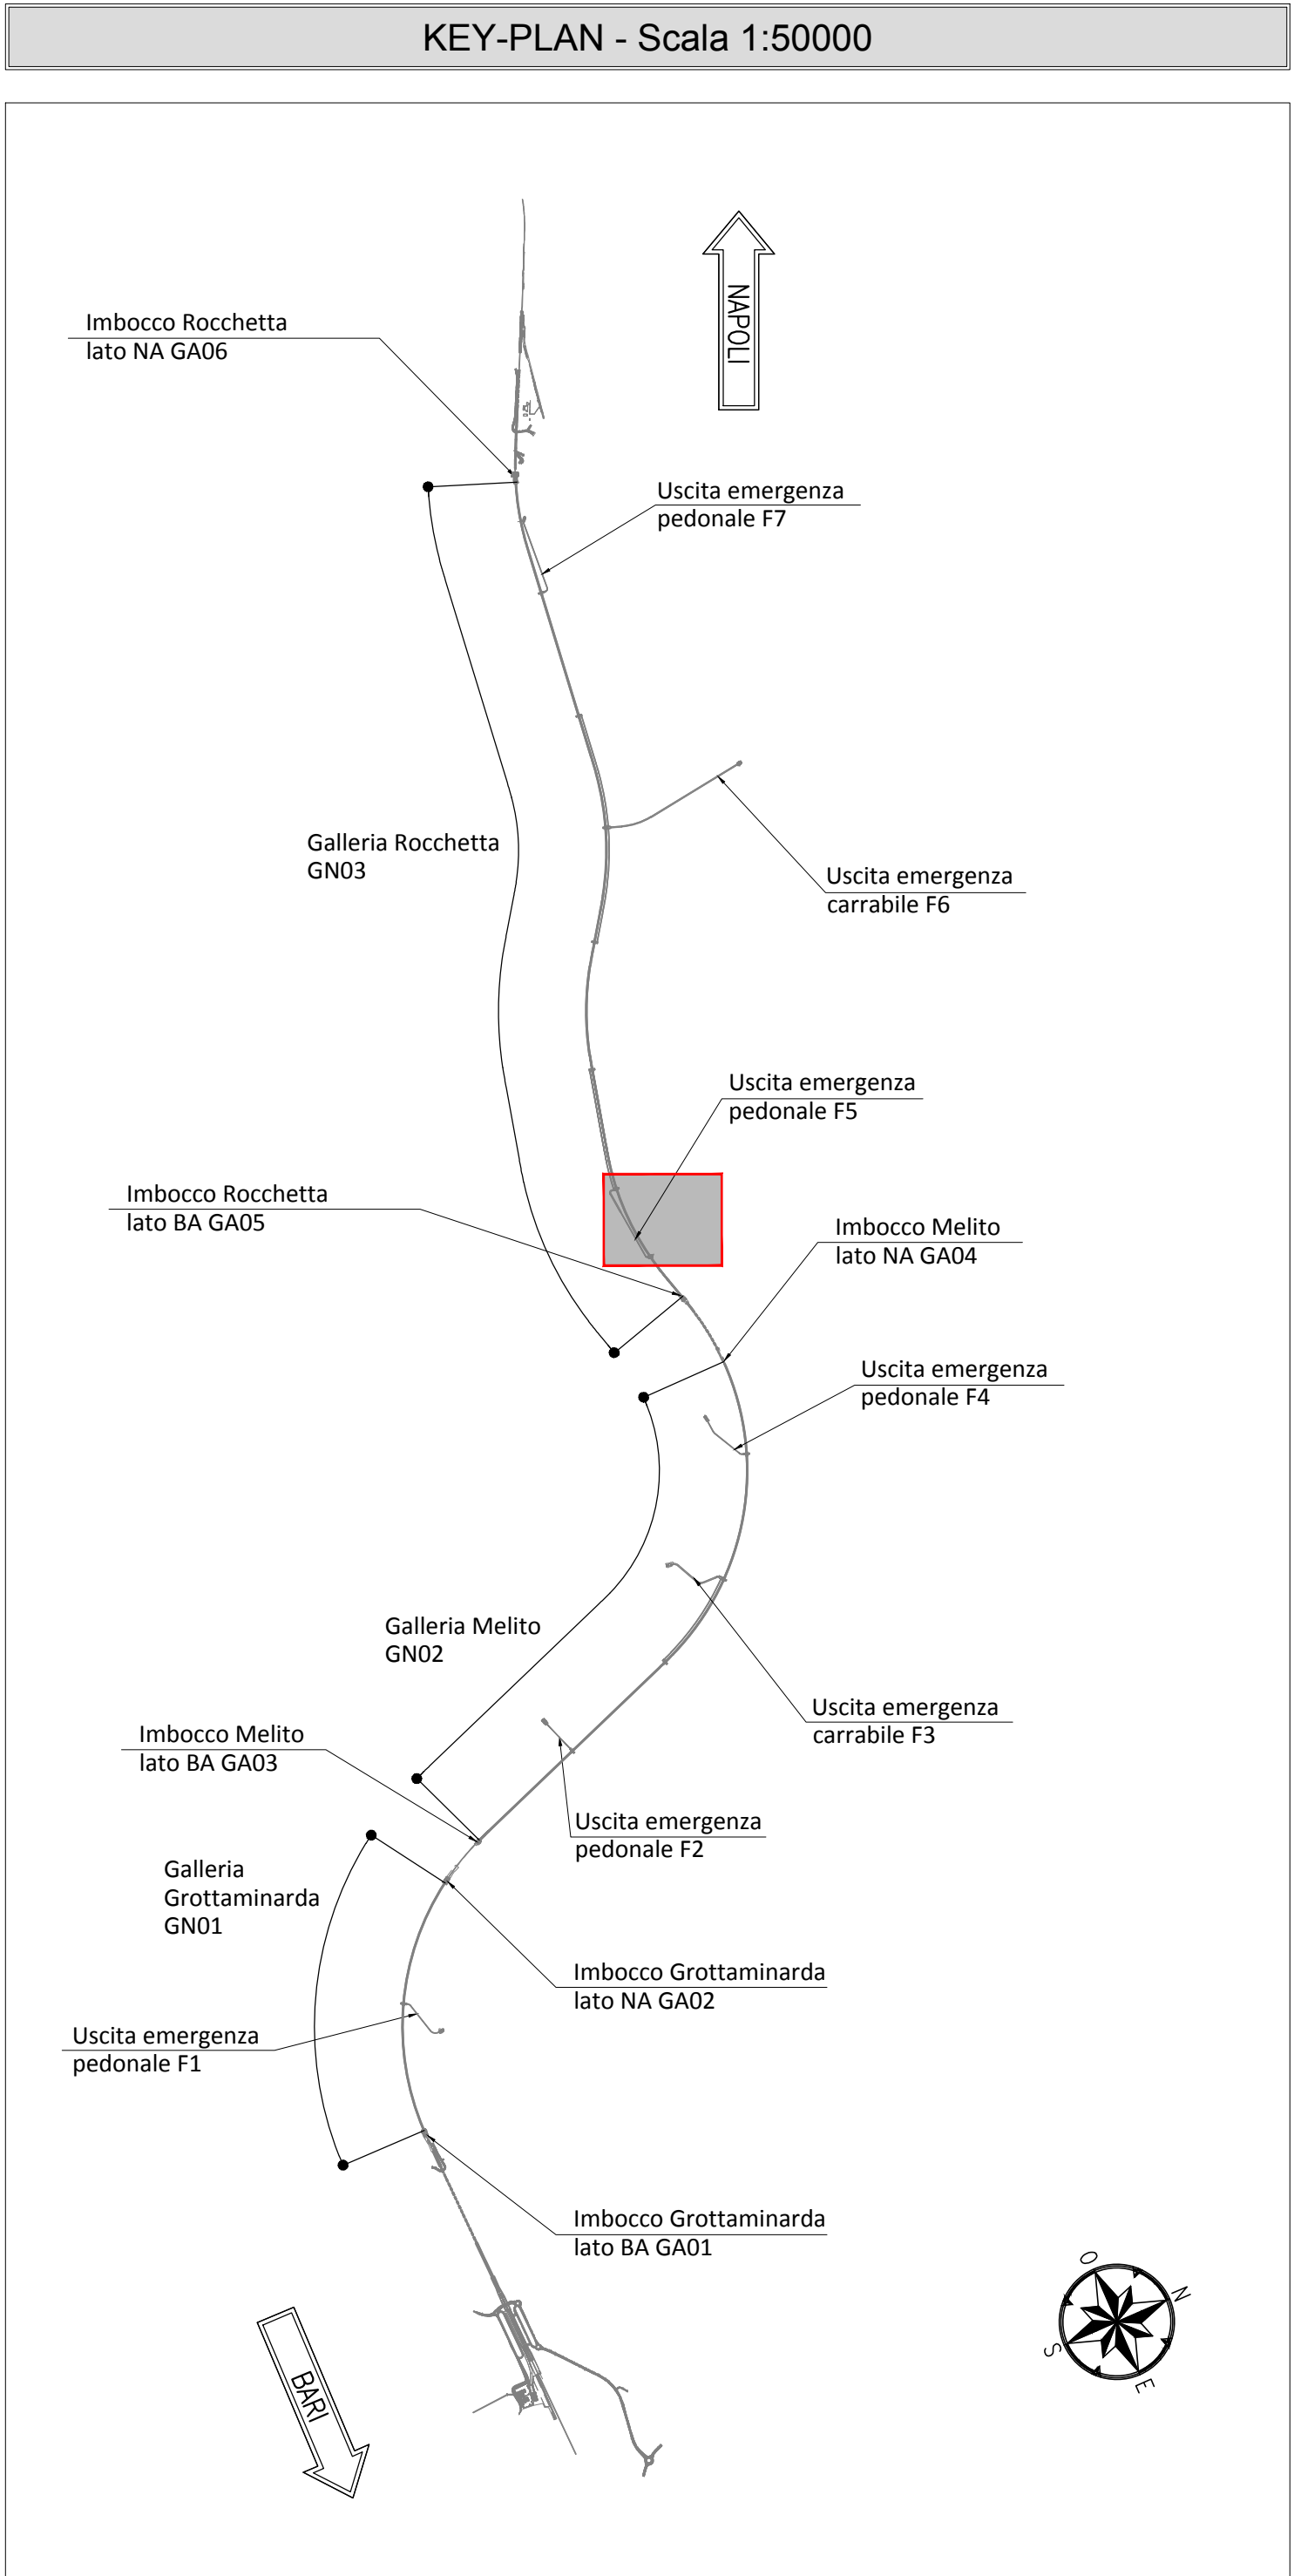 KEY-PLAN - Scala 1:50000
NAPOLI
Imbocco Rocchetta
lato NA GA06
Uscita emergenza
pedonale F7
Galleria Rocchetta
GN03
Uscita emergenza
carrabile F6
Uscita emergenza
pedonale F5
Imbocco Rocchetta
lato BA GA05
Imbocco Melito
lato NA GA04
Uscita emergenza
pedonale F4
Galleria Melito
GN02
Uscita emergenza
carrabile F3
Imbocco Melito
lato BA GA03
Uscita emergenza
pedonale F2
Galleria
Grottaminarda
GN01
Imbocco Grottaminarda
lato NA GA02
Uscita emergenza
pedonale F1
Imbocco Grottaminarda
lato BA GA01
O
N
S
E
BARI